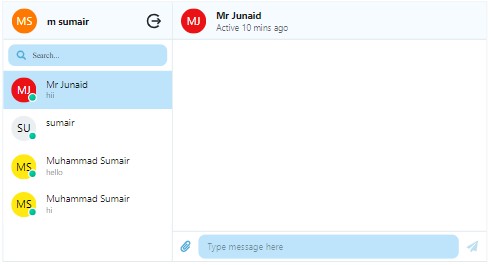 MS m sumair
Search...
MJ Mr Junaid
hii
SU sumair
MS Muhammad Sumair
hello
MS Muhammad Sumair
hi
MJ Mr Junaid
Active 10 mins ago
Type message here